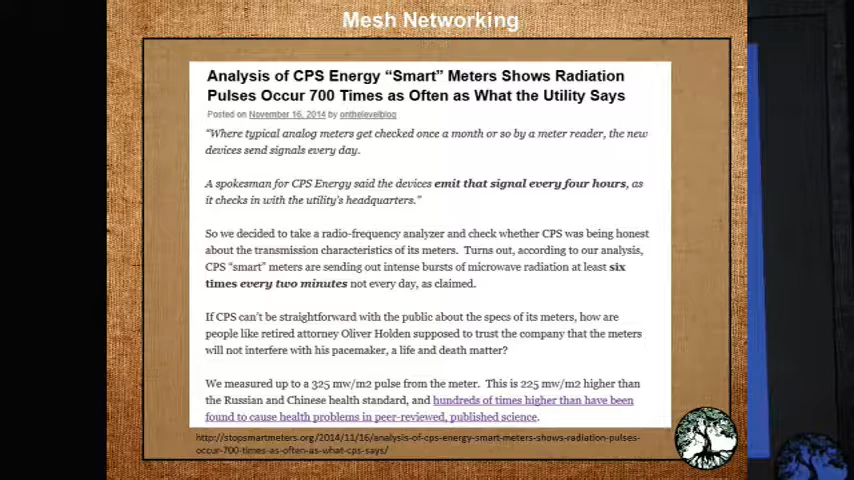 Mesh Networking
Analysis of CPS Energy “Smart” Meters Shows Radiation
Pulses Occur 700 Times as Often as What the Utility Says
Posted on November 16, 2014 by onthelevelblog
“Where typical analog meters get checked once a month or so by a meter reader, the new
devices send signals every day.
A spokesman for CPS Energy said the devices emit that signal every four hours, as
it checks in with the utility’s headquarters.”
So we decided to take a radio-frequency analyzer and check whether CPS was being honest
about the transmission characteristics of its meters.  Turns out, according to our analysis,
CPS “smart” meters are sending out intense bursts of microwave radiation at least six
times every two minutes not every day, as claimed.
If CPS can’t be straightforward with the public about the specs of its meters, how are
people like retired attorney Oliver Holden supposed to trust the company that the meters
will not interfere with his pacemaker, a life and death matter?
We measured up to a 325 mw/m2 pulse from the meter.  This is 225 mw/m2 higher than
the Russian and Chinese health standard, and hundreds of times higher than have been
found to cause health problems in peer-reviewed, published science.
http://stopsmartmeters.org/2014/11/16/analysis-of-cps-energy-smart-meters-shows-radiation-pulses-
occur-700-times-as-often-as-what-cps-says/